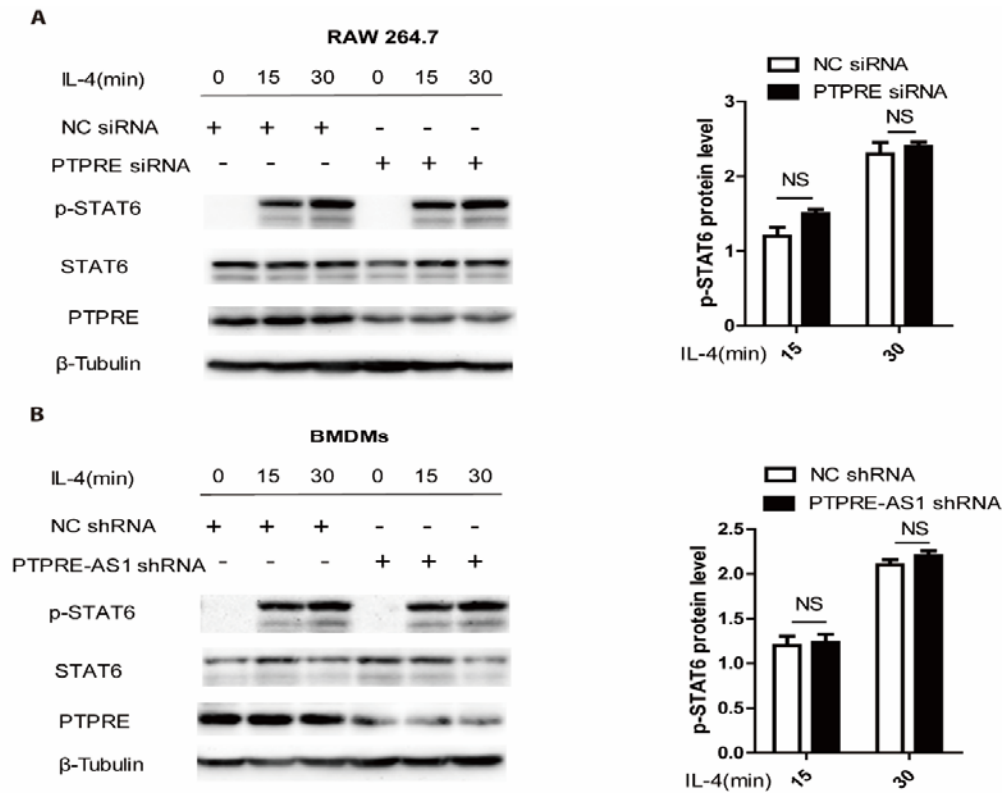 A
RAW 264.7
IL-4(min) 0 15 30 0 15 30
NC siRNA + + + - - -
PTPRE siRNA - - - + + +
p-STAT6
STAT6
PTPRE
β-Tubulin
NC siRNA
PTPRE siRNA
p-STAT6 protein level
3
2
1
0
NS
NS
IL-4(min) 15 30
B
BMDMs
IL-4(min) 0 15 30 0 15 30
NC shRNA + + + - - -
PTPRE-AS1 shRNA - - - + + +
p-STAT6
STAT6
PTPRE
β-Tubulin
NC shRNA
PTPRE-AS1 shRNA
p-STAT6 protein level
2.5
2.0
1.5
1.0
0.5
0.0
NS
NS
IL-4(min) 15 30